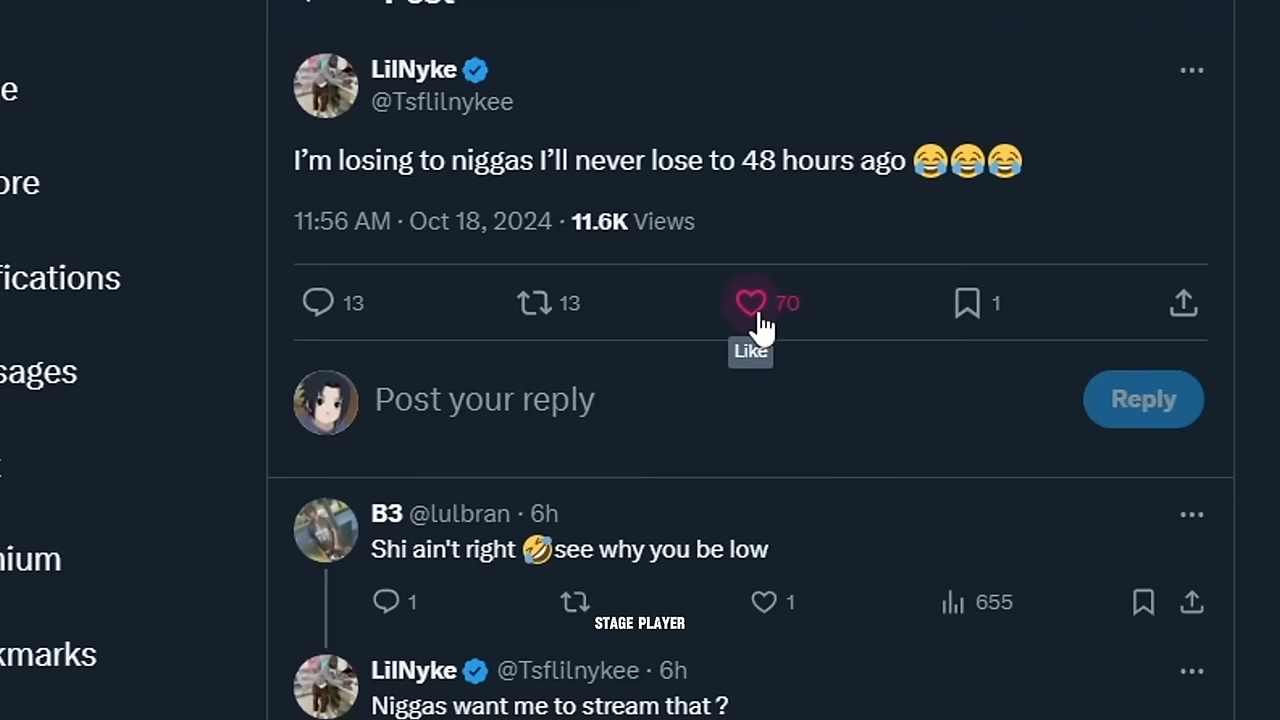 Post
e
LilNyke
@Tsflilnykee
ore
I'm losing to niggas I'll never lose to 48 hours ago 😂😂😂
11:56 AM · Oct 18, 2024 · 11.6K Views
fications
13 13 70 1
Like
sages
Post your reply
Reply
B3 @lulbran · 6h
Shi ain't right 🤣see why you be low
nium
1 1 655
STAGE PLAYER
kmarks
LilNyke @Tsflilnykee · 6h
Niggas want me to stream that ?